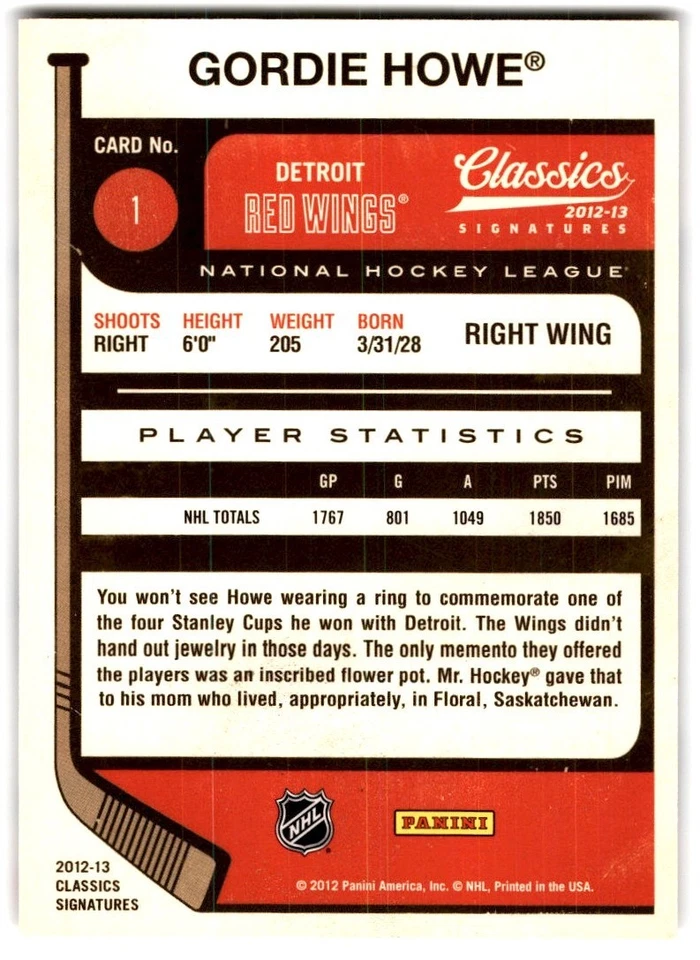 GORDIE HOWE®
CARD No.
1
DETROIT
RED WINGS®
Classics
2012-13
SIGNATURES
NATIONAL HOCKEY LEAGUE
SHOOTS HEIGHT WEIGHT BORN
RIGHT 6'0" 205 3/31/28
RIGHT WING
PLAYER STATISTICS
GP G A PTS PIM
NHL TOTALS 1767 801 1049 1850 1685
You won't see Howe wearing a ring to commemorate one of
the four Stanley Cups he won with Detroit. The Wings didn't
hand out jewelry in those days. The only memento they offered
the players was an inscribed flower pot. Mr. Hockey® gave that
to his mom who lived, appropriately, in Floral, Saskatchewan.
NHL
PANINI
2012-13
CLASSICS
SIGNATURES
© 2012 Panini America, Inc. © NHL, Printed in the USA.